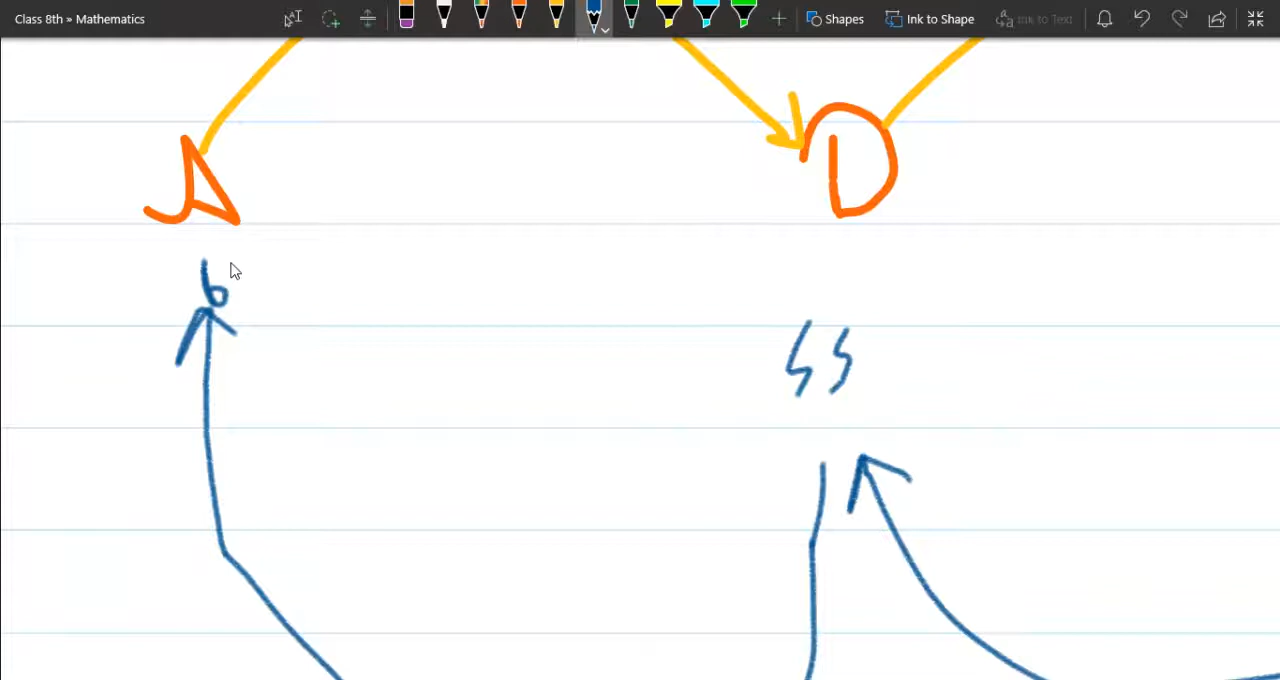 Class 8th » Mathematics
Shapes Ink to Shape Ink to Text
A D
6
55